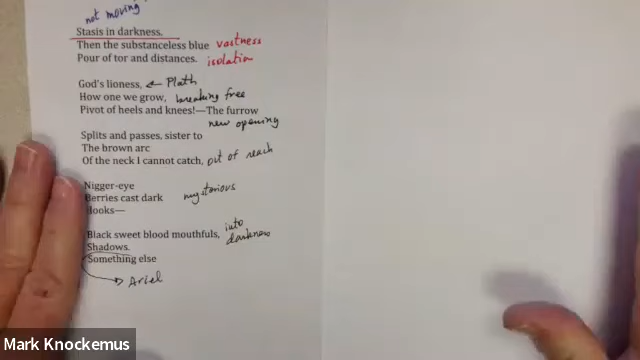 not moving
Stasis in darkness.
Then the substanceless blue vastness
Pour of tor and distances. isolation
God's lioness, ← Plath
How one we grow, breaking free
Pivot of heels and knees!—The furrow
new opening
Splits and passes, sister to
The brown arc
Of the neck I cannot catch, out of reach
Nigger-eye
Berries cast dark mysterious
Hooks—
into
Black sweet blood mouthfuls, darkness
Shadows.
Something else
→ Ariel
Mark Knockemus